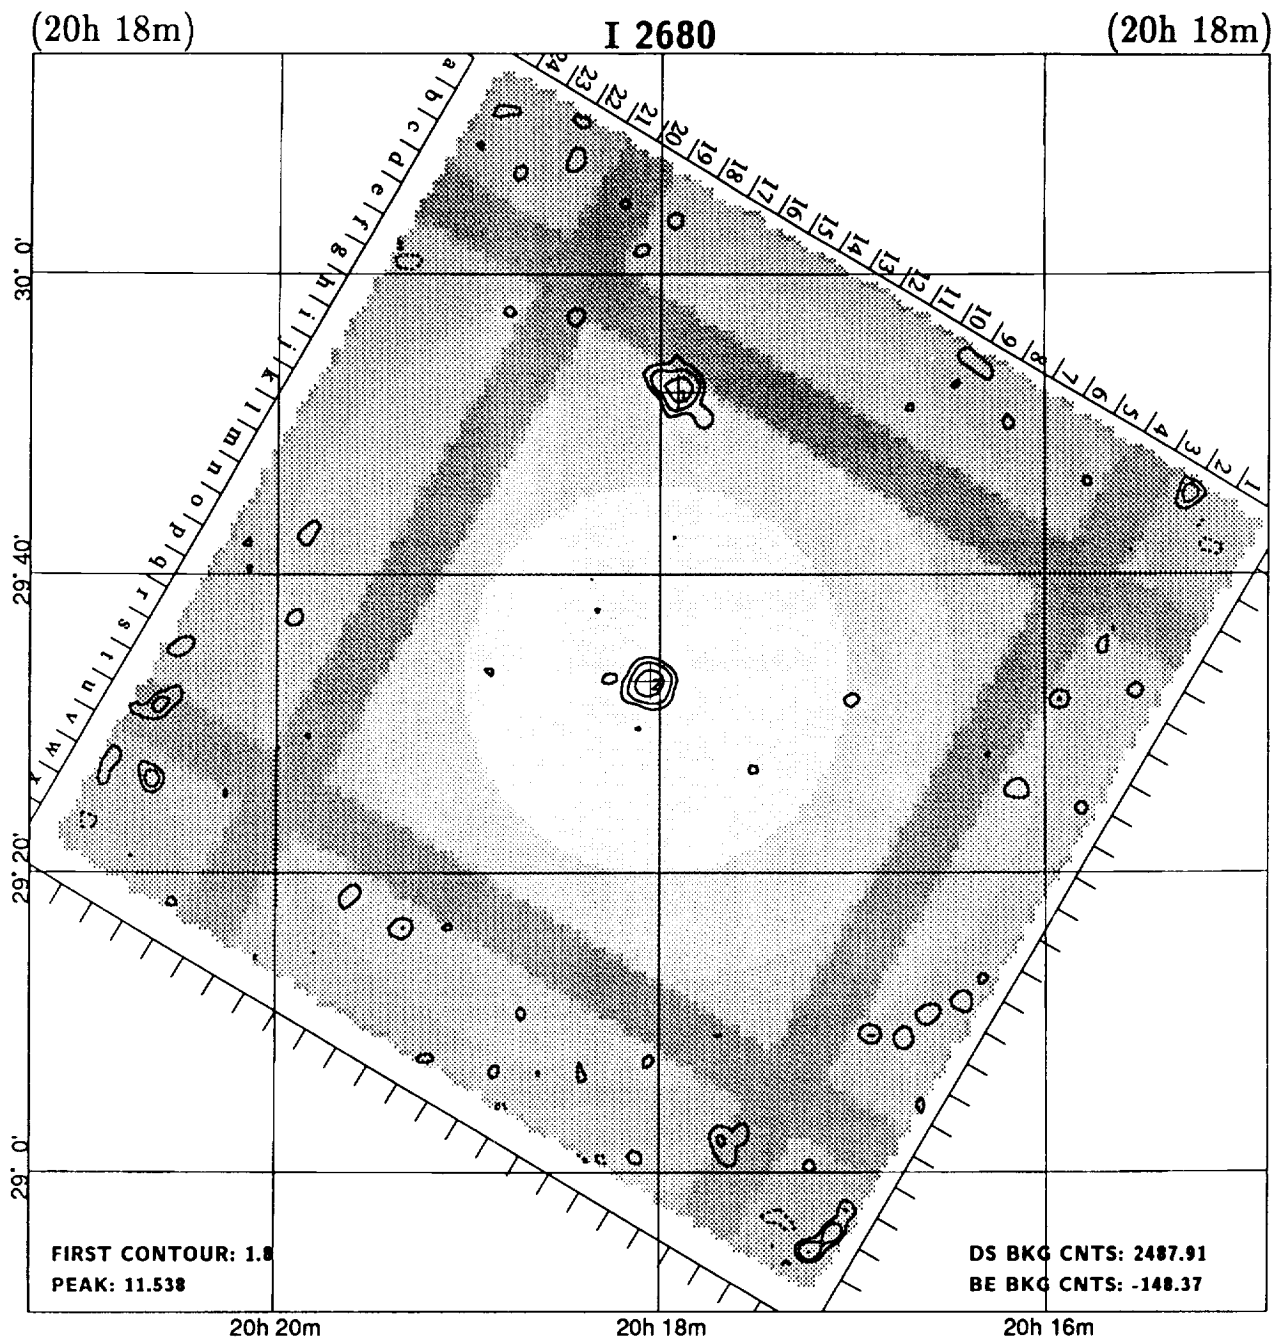 (20h 18m)
I 2680
(20h 18m)
a b c d e f g h i j k l m n o p q r s t u v w x
24 23 22 21 20 19 18 17 16 15 14 13 12 11 10 9 8 7 6 5 4 3 2 1
30° 0'
29° 40'
29° 20'
29° 0'
1
2
FIRST CONTOUR: 1.8
PEAK: 11.538
DS BKG CNTS: 2487.91
BE BKG CNTS: -148.37
20h 20m
20h 18m
20h 16m